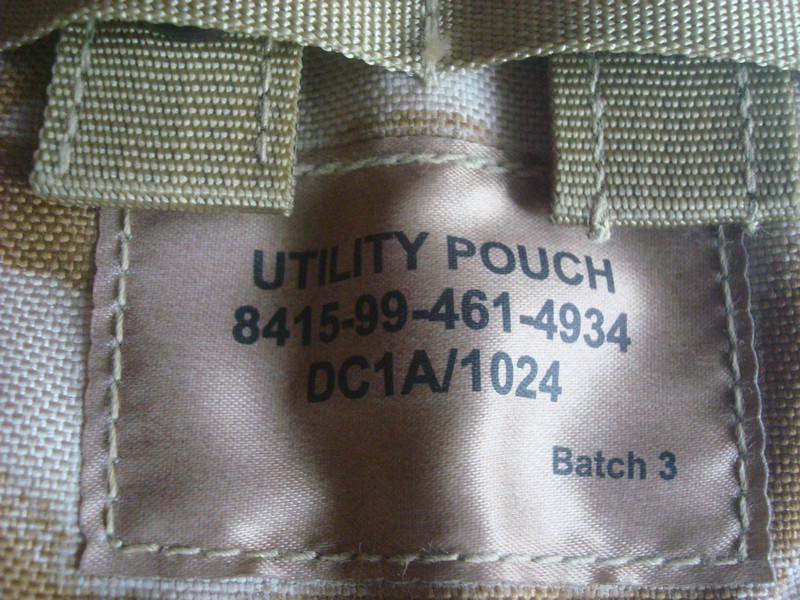 UTILITY POUCH
8415-99-461-4934
DC1A/1024
Batch 3